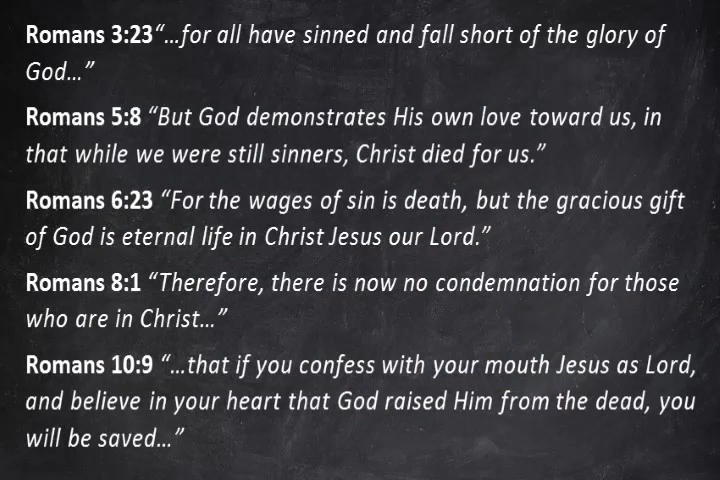 Romans 3:23“...for all have sinned and fall short of the glory of
God...”
Romans 5:8 “But God demonstrates His own love toward us, in
that while we were still sinners, Christ died for us.”
Romans 6:23 “For the wages of sin is death, but the gracious gift
of God is eternal life in Christ Jesus our Lord.”
Romans 8:1 “Therefore, there is now no condemnation for those
who are in Christ...”
Romans 10:9 “...that if you confess with your mouth Jesus as Lord,
and believe in your heart that God raised Him from the dead, you
will be saved...”